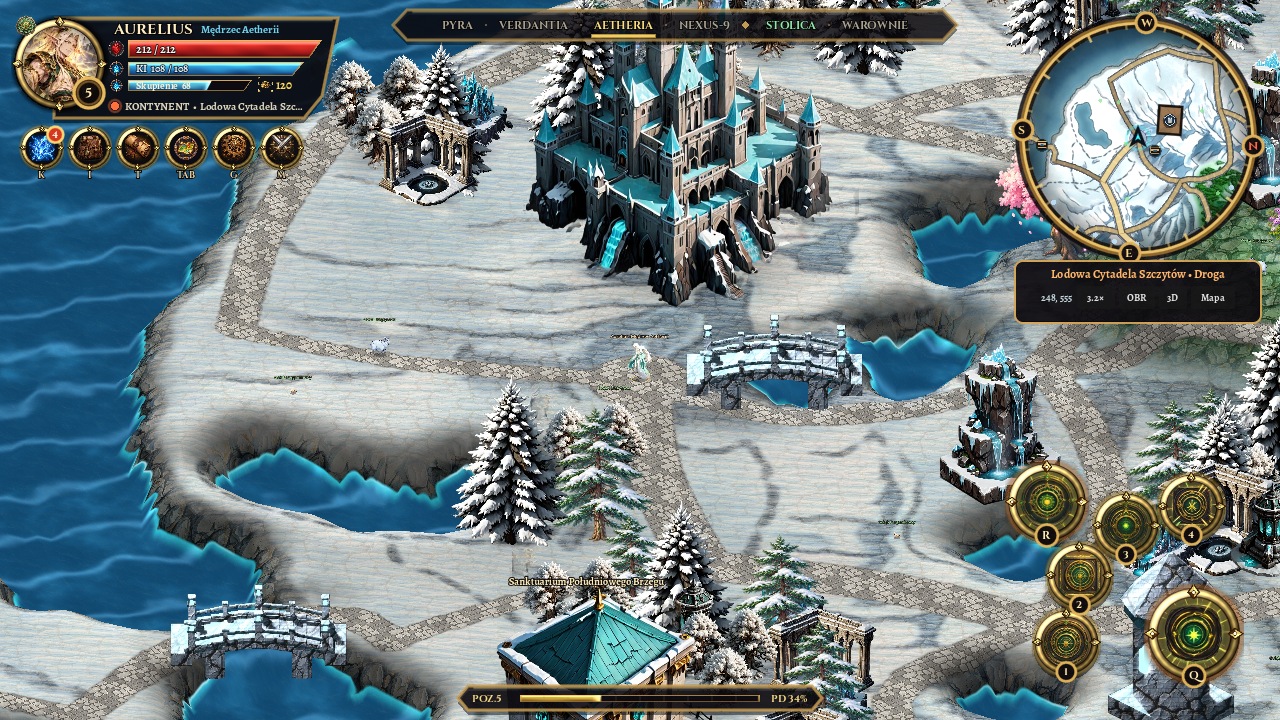 AURELIUS Mędrzec Aetherii
212 / 212
KI 108 / 108
Skupienie 68
120
5
KONTYNENT • Lodowa Cytadela Szc...
4
K
I
TAB
G
M
PYRA · VERDANTIA · AETHERIA · NEXUS-9 ◆ STOLICA · WAROWNIE
W
S
N
E
Lodowa Cytadela Szczytów • Droga
248, 555 3.2× OBR 3D Mapa
Sanktuarium Południowego Brzegu
R
3
4
2
1
Q
POZ.5 PD 34%